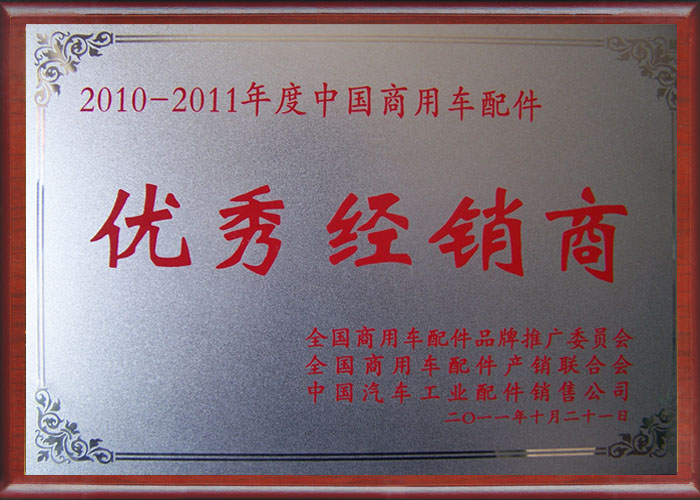 2010-2011年度中国商用车配件
优秀经销商
全国商用车配件品牌推广委员会
全国商用车配件产销联合会
中国汽车工业配件销售公司
二〇一一年十月二十一日